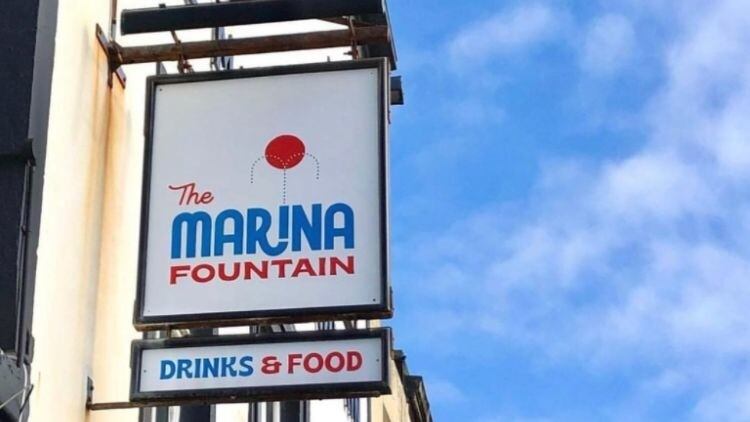 The
MARINA
FOUNTAIN
DRINKS & FOOD